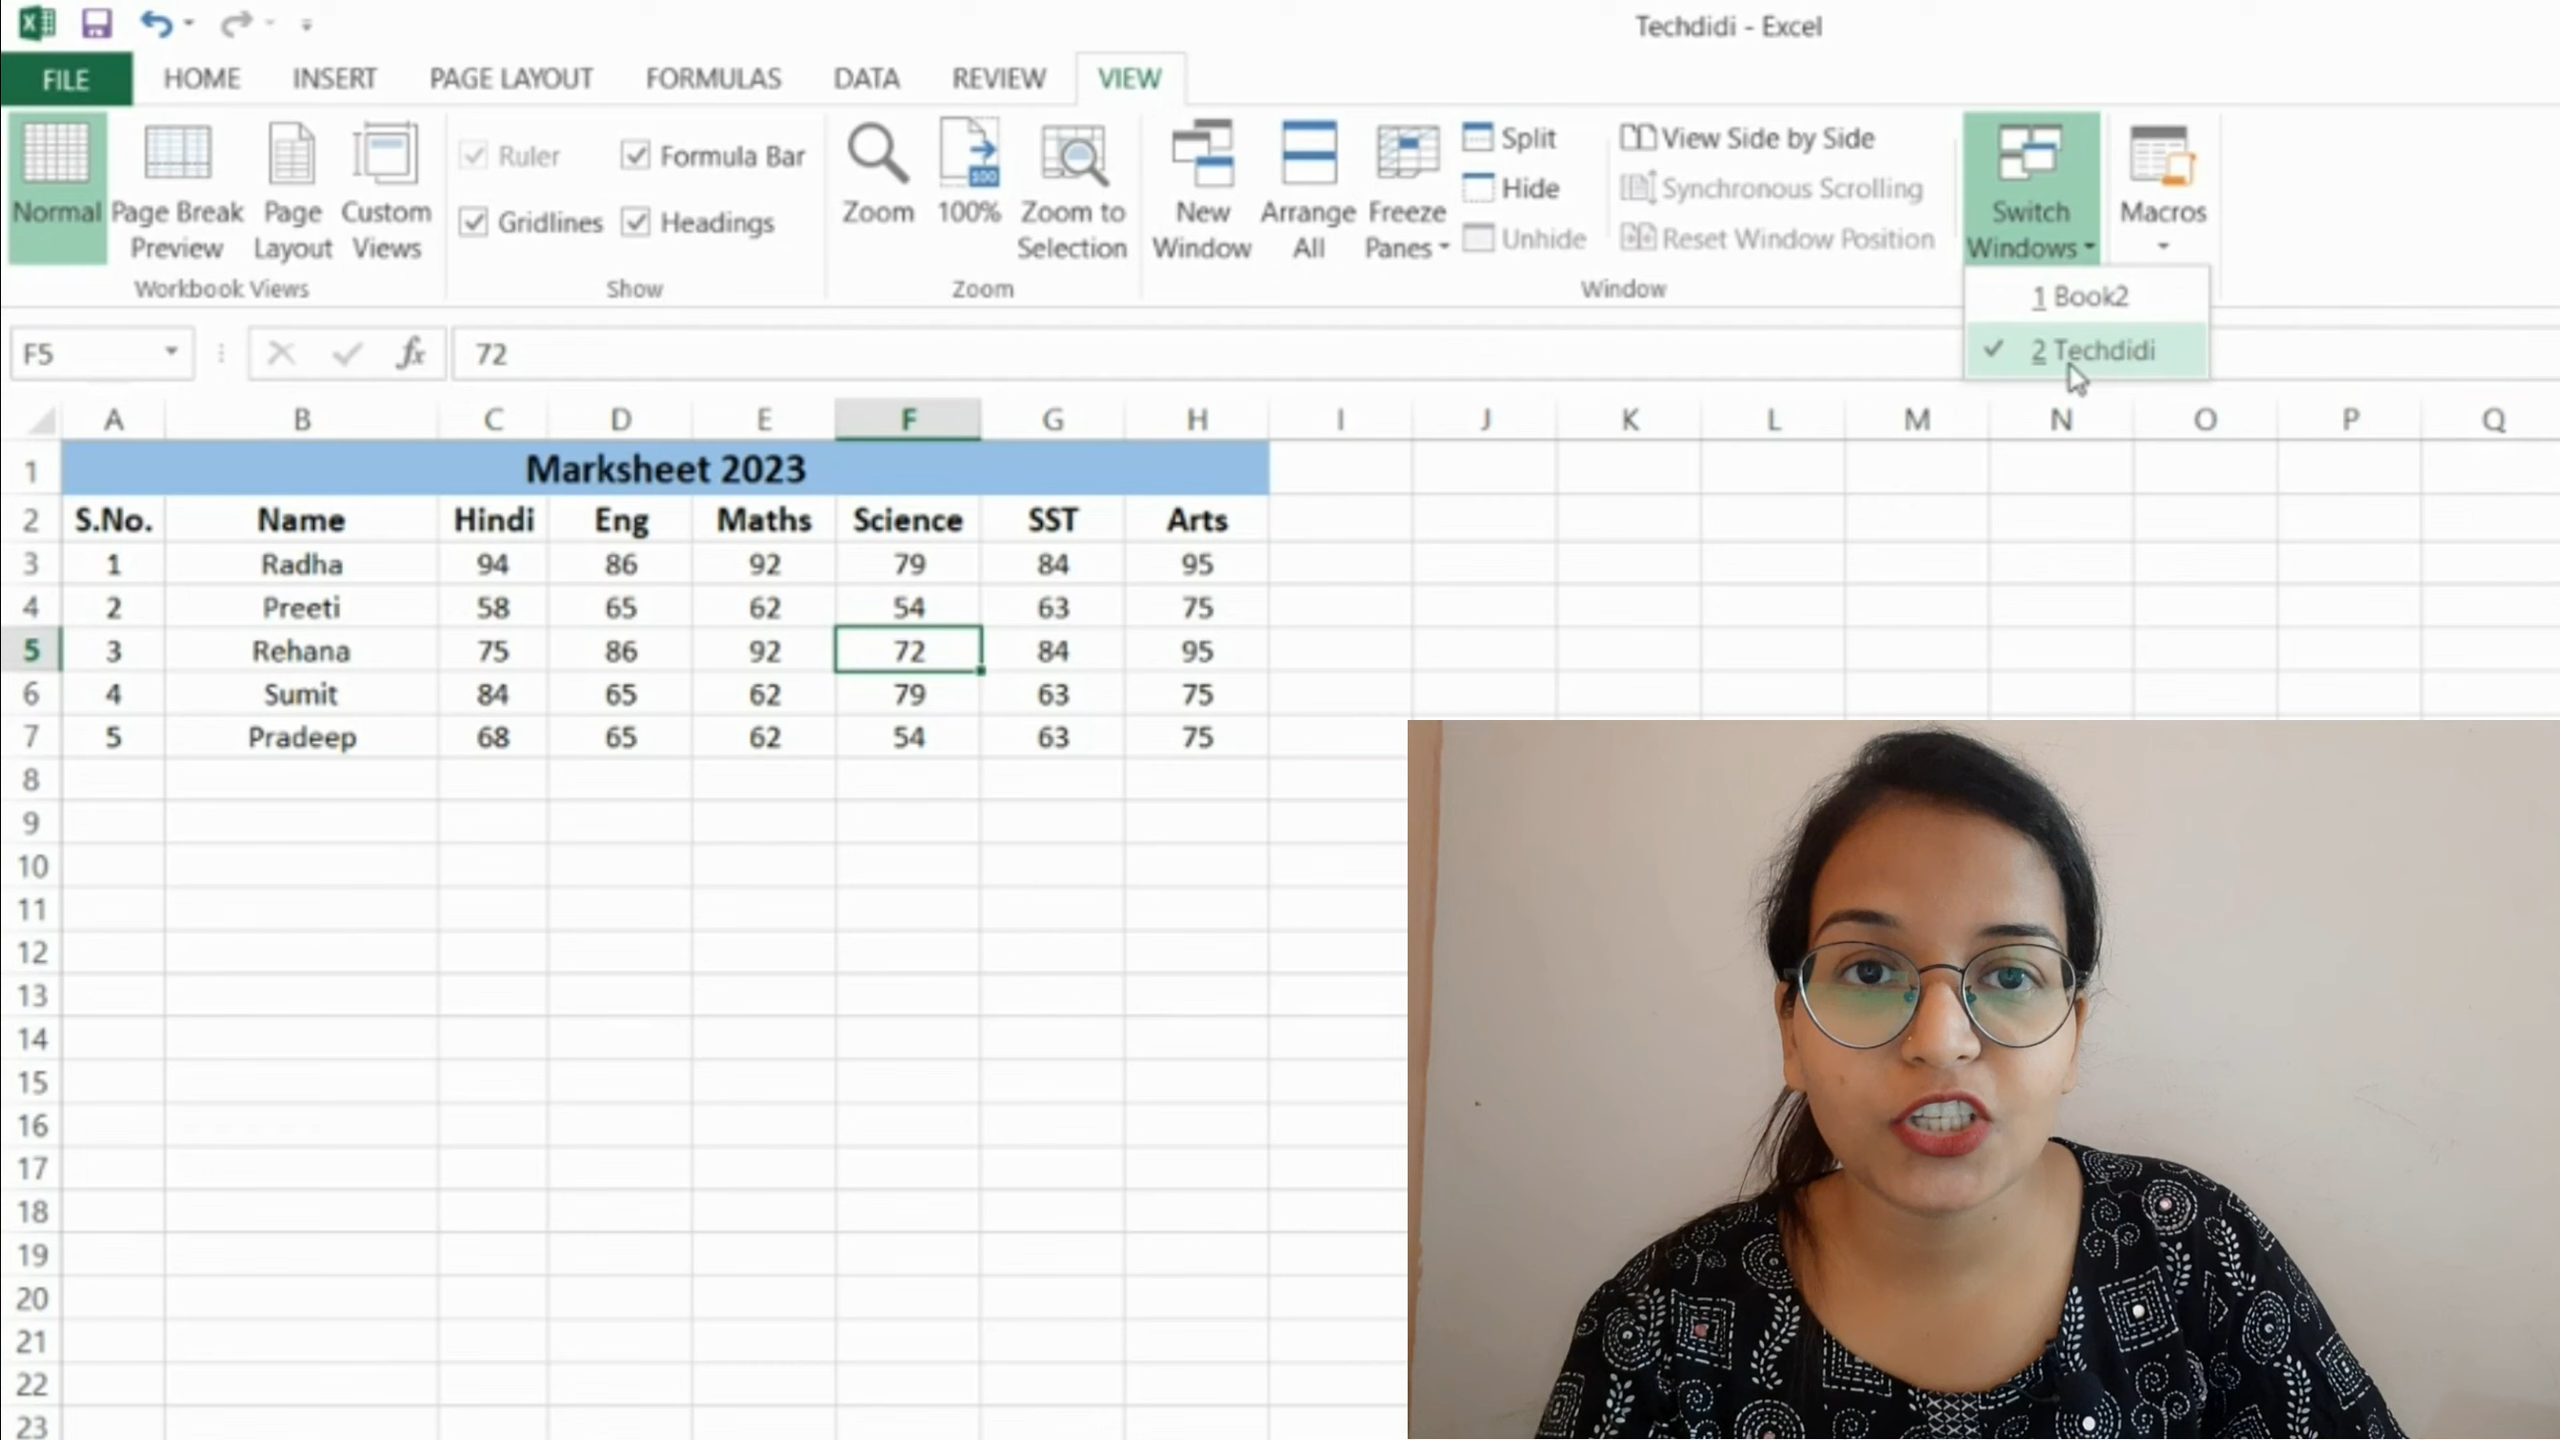 Techdidi - Excel
FILE HOME INSERT PAGE LAYOUT FORMULAS DATA REVIEW VIEW
Normal
Page Break Preview
Page Layout
Custom Views
Workbook Views
Ruler
Formula Bar
Gridlines
Headings
Show
Zoom
100
100%
Zoom to Selection
Zoom
New Window
Arrange All
Freeze Panes
Split
Hide
Unhide
View Side by Side
Synchronous Scrolling
Reset Window Position
Window
Switch Windows
Macros
1 Book2
2 Techdidi
F5 fx 72
A B C D E F G H I J K L M N O P Q
1 Marksheet 2023
2 S.No. Name Hindi Eng Maths Science SST Arts
3 1 Radha 94 86 92 79 84 95
4 2 Preeti 58 65 62 54 63 75
5 3 Rehana 75 86 92 72 84 95
6 4 Sumit 84 65 62 79 63 75
7 5 Pradeep 68 65 62 54 63 75
8
9
10
11
12
13
14
15
16
17
18
19
20
21
22
23